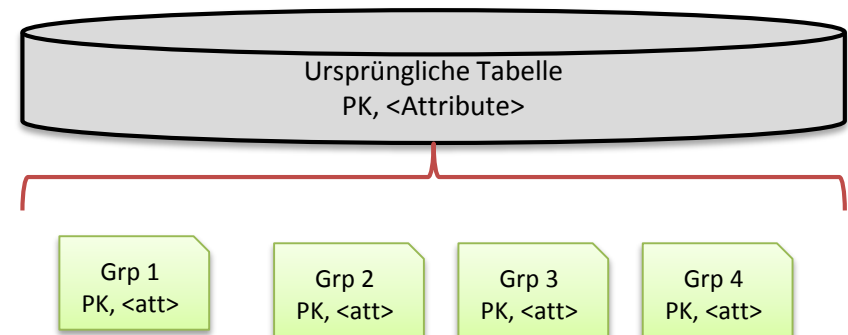 Ursprüngliche Tabelle
PK, <Attribute>
Grp 1
PK, <att>
Grp 2
PK, <att>
Grp 3
PK, <att>
Grp 4
PK, <att>